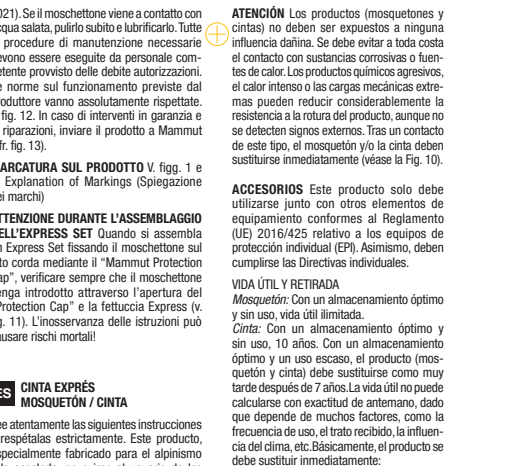 2021). Se il moschettone viene a contatto con
acqua salata, pulirlo subito e lubrificarlo. Tutte
procedure di manutenzione necessarie
devono essere eseguite da personale com-
petente provvisto delle debite autorizzazioni.
norme sul funzionamento previste dal
produttore vanno assolutamente rispettate.
fig. 12. In caso di interventi in garanzia e
riparazioni, inviare il prodotto a Mammut
(cfr. fig. 13).
MARCATURA SUL PRODOTTO V. figg. 1 e
Explanation of Markings (Spiegazione
dei marchi)
ATTENZIONE DURANTE L’ASSEMBLAGGIO
DELL’EXPRESS SET Quando si assembla
un Express Set fissando il moschettone sul
lato corda mediante il “Mammut Protection
Cap”, verificare sempre che il moschettone
venga introdotto attraverso l’apertura del
“Protection Cap” e la fettuccia Express (v.
fig. 11). L’inosservanza delle istruzioni può
causare rischi mortali!
ES CINTA EXPRÉS
MOSQUETÓN / CINTA
Lee atentamente las siguientes instrucciones
respétalas estrictamente. Este producto,
especialmente fabricado para el alpinismo
ATENCIÓN Los productos (mosquetones y
cintas) no deben ser expuestos a ninguna
influencia dañina. Se debe evitar a toda costa
el contacto con sustancias corrosivas o fuen-
tes de calor. Los productos químicos agresivos,
el calor intenso o las cargas mecánicas extre-
mas pueden reducir considerablemente la
resistencia a la rotura del producto, aunque no
se detecten signos externos. Tras un contacto
de este tipo, el mosquetón y/o la cinta deben
sustituirse inmediatamente (véase la Fig. 10).
ACCESORIOS Este producto solo debe
utilizarse junto con otros elementos de
equipamiento conformes al Reglamento
(UE) 2016/425 relativo a los equipos de
protección individual (EPI). Asimismo, deben
cumplirse las Directivas individuales.
VIDA ÚTIL Y RETIRADA
Mosquetón: Con un almacenamiento óptimo
y sin uso, vida útil ilimitada.
Cinta: Con un almacenamiento óptimo y
sin uso, 10 años. Con un almacenamiento
óptimo y un uso escaso, el producto (mos-
quetón y cinta) debe sustituirse como muy
tarde después de 7 años.La vida útil no puede
calcularse con exactitud de antemano, dado
que depende de muchos factores, como la
frecuencia de uso, el trato recibido, la influen-
cia del clima, etc.Básicamente, el producto se
debe sustituir inmediatamente: